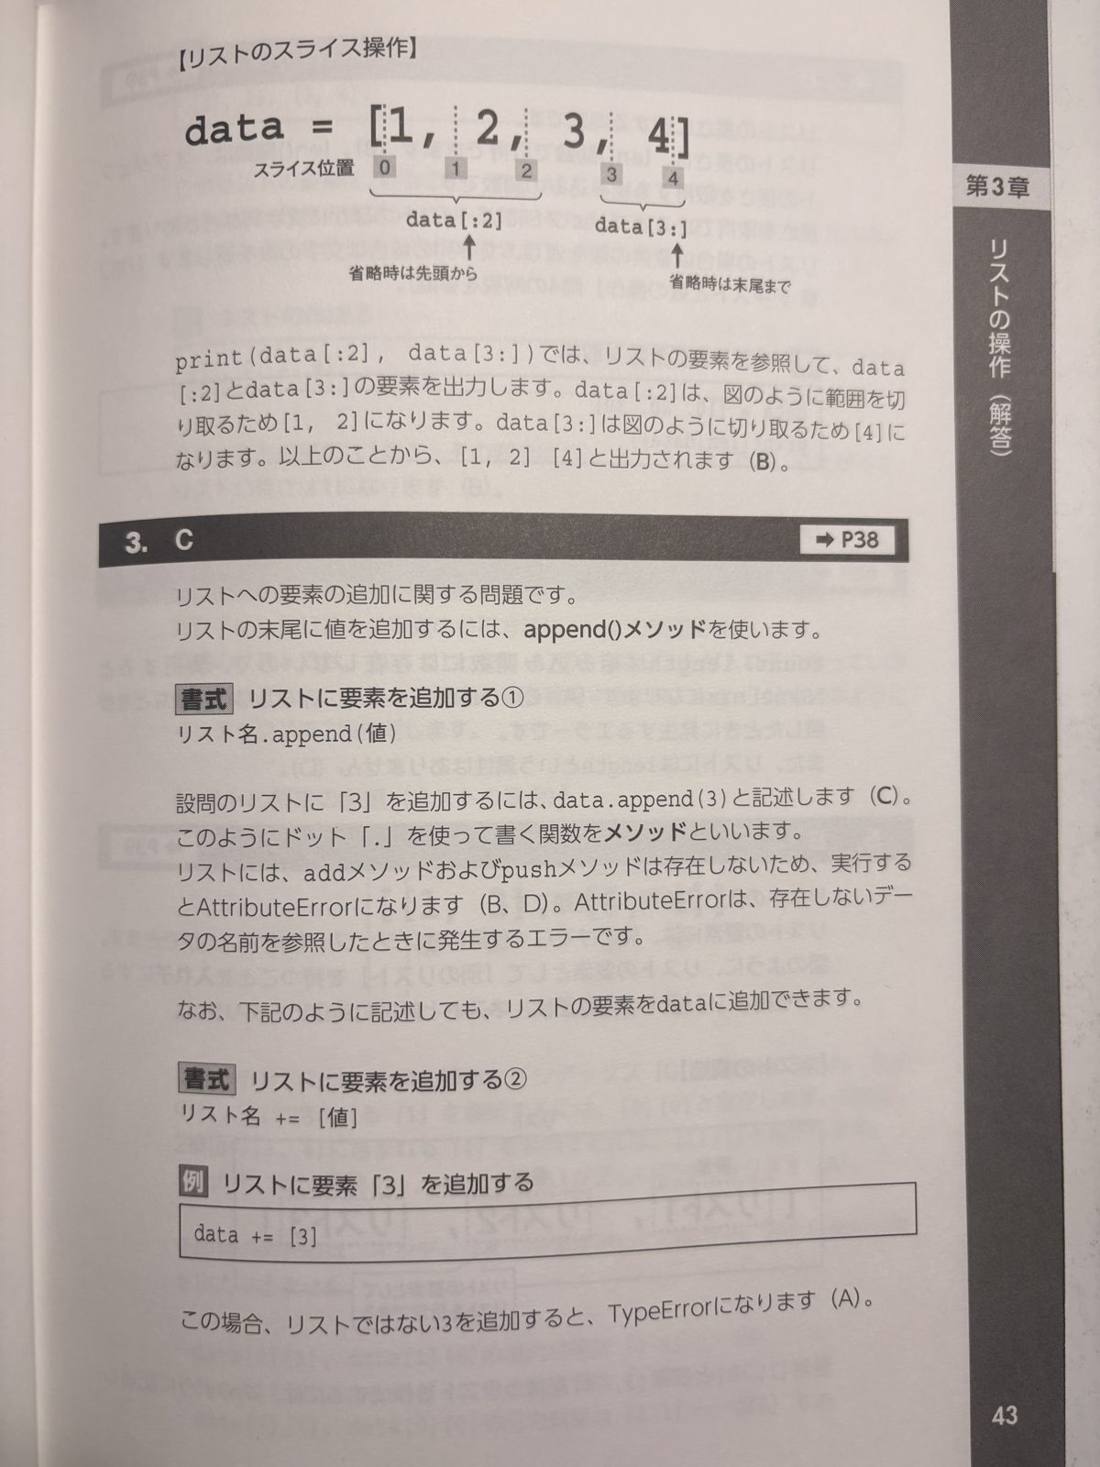 【リストのスライス操作】
data = [1, 2, 3, 4]
スライス位置 0 1 2 3 4
data[:2] data[3:]
省略時は先頭から 省略時は末尾まで
print(data[:2], data[3:])では、リストの要素を参照して、data
[:2]とdata[3:]の要素を出力します。data[:2]は、図のように範囲を切
り取るため[1, 2]になります。data[3:]は図のように切り取るため[4]に
なります。以上のことから、[1, 2] [4]と出力されます（B）。
3. C ➡ P38
リストへの要素の追加に関する問題です。
リストの末尾に値を追加するには、append()メソッドを使います。
書式 リストに要素を追加する①
リスト名.append(値)
設問のリストに「3」を追加するには、data.append(3)と記述します（C）。
このようにドット「.」を使って書く関数をメソッドといいます。
リストには、addメソッドおよびpushメソッドは存在しないため、実行する
とAttributeErrorになります（B、D）。AttributeErrorは、存在しないデー
タの名前を参照したときに発生するエラーです。
なお、下記のように記述しても、リストの要素をdataに追加できます。
書式 リストに要素を追加する②
リスト名 += [値]
例 リストに要素「3」を追加する
data += [3]
この場合、リストではない3を追加すると、TypeErrorになります（A）。
第3章
リストの操作（解答）
43